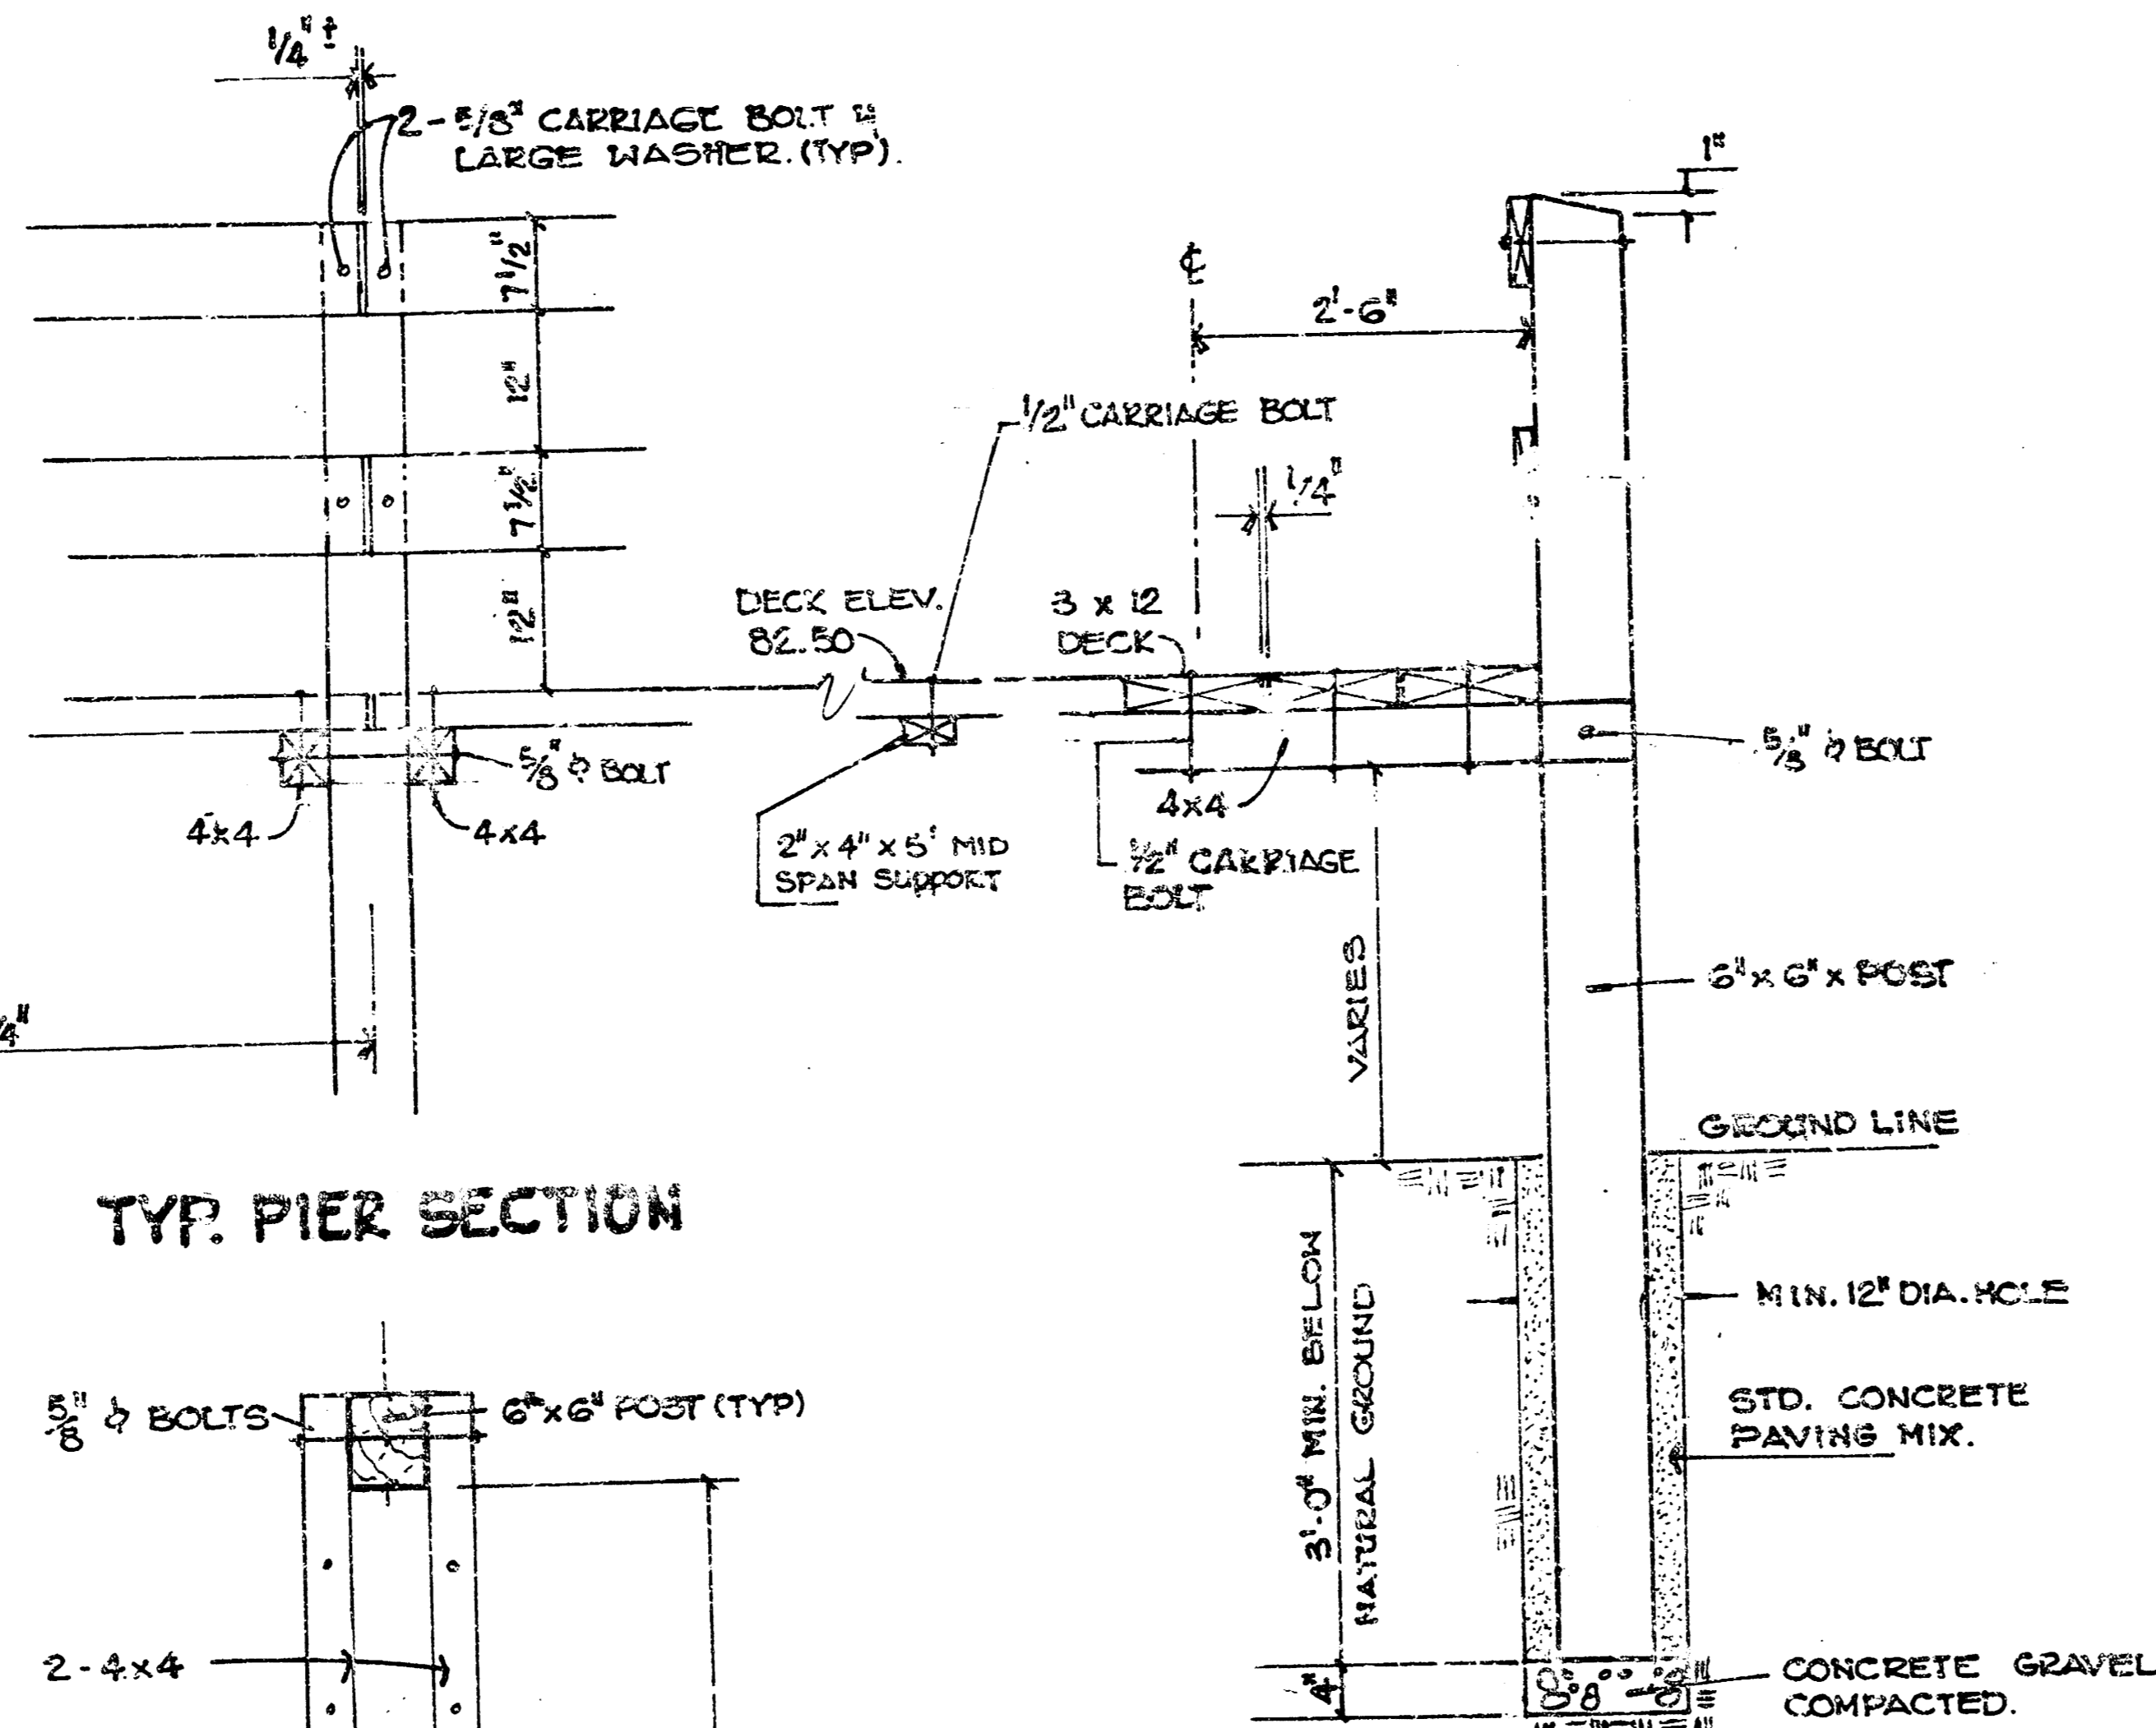 1/4" ±
2-5/8" CARRIAGE BOLT &
LARGE WASHER. (TYP).
7 1/2"
12"
7 1/2"
12"
5/8" ϕ BOLT
4x4
4x4
/4"
TYP. PIER SECTION
5/8" ϕ BOLTS
6"x6" POST (TYP)
2-4x4
DECK ELEV.
82.50
1/2" CARRIAGE BOLT
2" x 4" x 5' MID
SPAN SUPPORT
3 x 12
DECK
℄
2'-6"
1/4"
1"
4x4
1/2" CARRIAGE
BOLT
5/8" ϕ BOLT
VARIES
6" x 6" x POST
GROUND LINE
MIN. 12" DIA. HOLE
3'-0" MIN. BELOW
NATURAL GROUND
STD. CONCRETE
PAVING MIX.
4"
CONCRETE GRAVEL
COMPACTED.